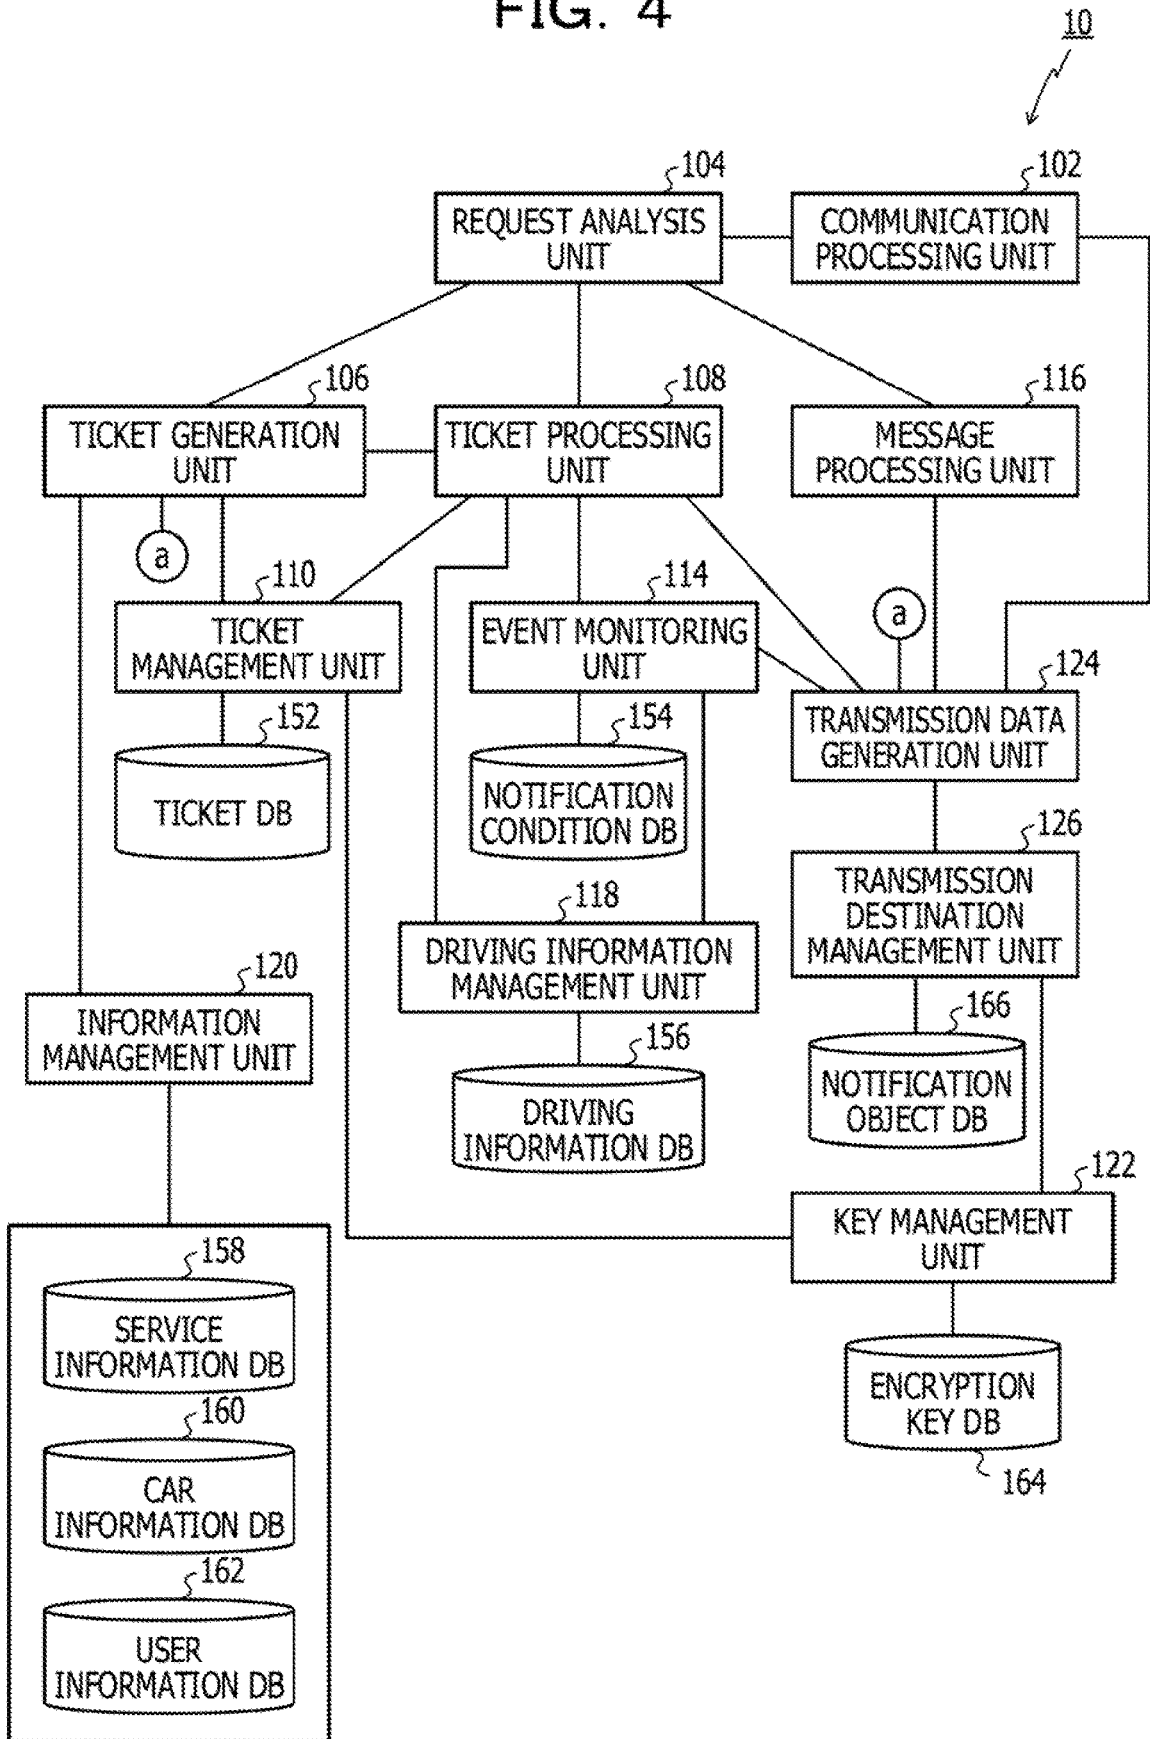 FIG. 4
10
104
102
REQUEST ANALYSIS
UNIT
COMMUNICATION
PROCESSING UNIT
106
108
116
TICKET GENERATION
UNIT
TICKET PROCESSING
UNIT
MESSAGE
PROCESSING UNIT
a
110
114
a
TICKET
MANAGEMENT UNIT
EVENT MONITORING
UNIT
124
TRANSMISSION DATA
GENERATION UNIT
152
154
TICKET DB
NOTIFICATION
CONDITION DB
126
TRANSMISSION
DESTINATION
MANAGEMENT UNIT
118
DRIVING INFORMATION
MANAGEMENT UNIT
120
INFORMATION
MANAGEMENT UNIT
166
NOTIFICATION
OBJECT DB
156
DRIVING
INFORMATION DB
122
KEY MANAGEMENT
UNIT
158
SERVICE
INFORMATION DB
ENCRYPTION
KEY DB
164
160
CAR
INFORMATION DB
162
USER
INFORMATION DB